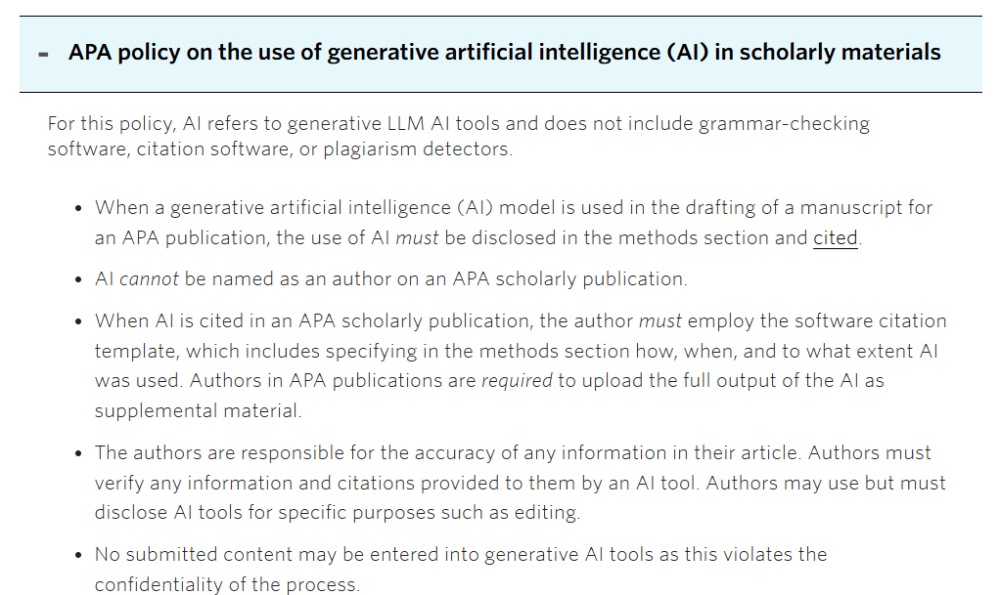 - APA policy on the use of generative artificial intelligence (AI) in scholarly materials
For this policy, AI refers to generative LLM AI tools and does not include grammar-checking
software, citation software, or plagiarism detectors.
• When a generative artificial intelligence (AI) model is used in the drafting of a manuscript for
an APA publication, the use of AI must be disclosed in the methods section and cited.
• AI cannot be named as an author on an APA scholarly publication.
• When AI is cited in an APA scholarly publication, the author must employ the software citation
template, which includes specifying in the methods section how, when, and to what extent AI
was used. Authors in APA publications are required to upload the full output of the AI as
supplemental material.
• The authors are responsible for the accuracy of any information in their article. Authors must
verify any information and citations provided to them by an AI tool. Authors may use but must
disclose AI tools for specific purposes such as editing.
• No submitted content may be entered into generative AI tools as this violates the
confidentiality of the process.